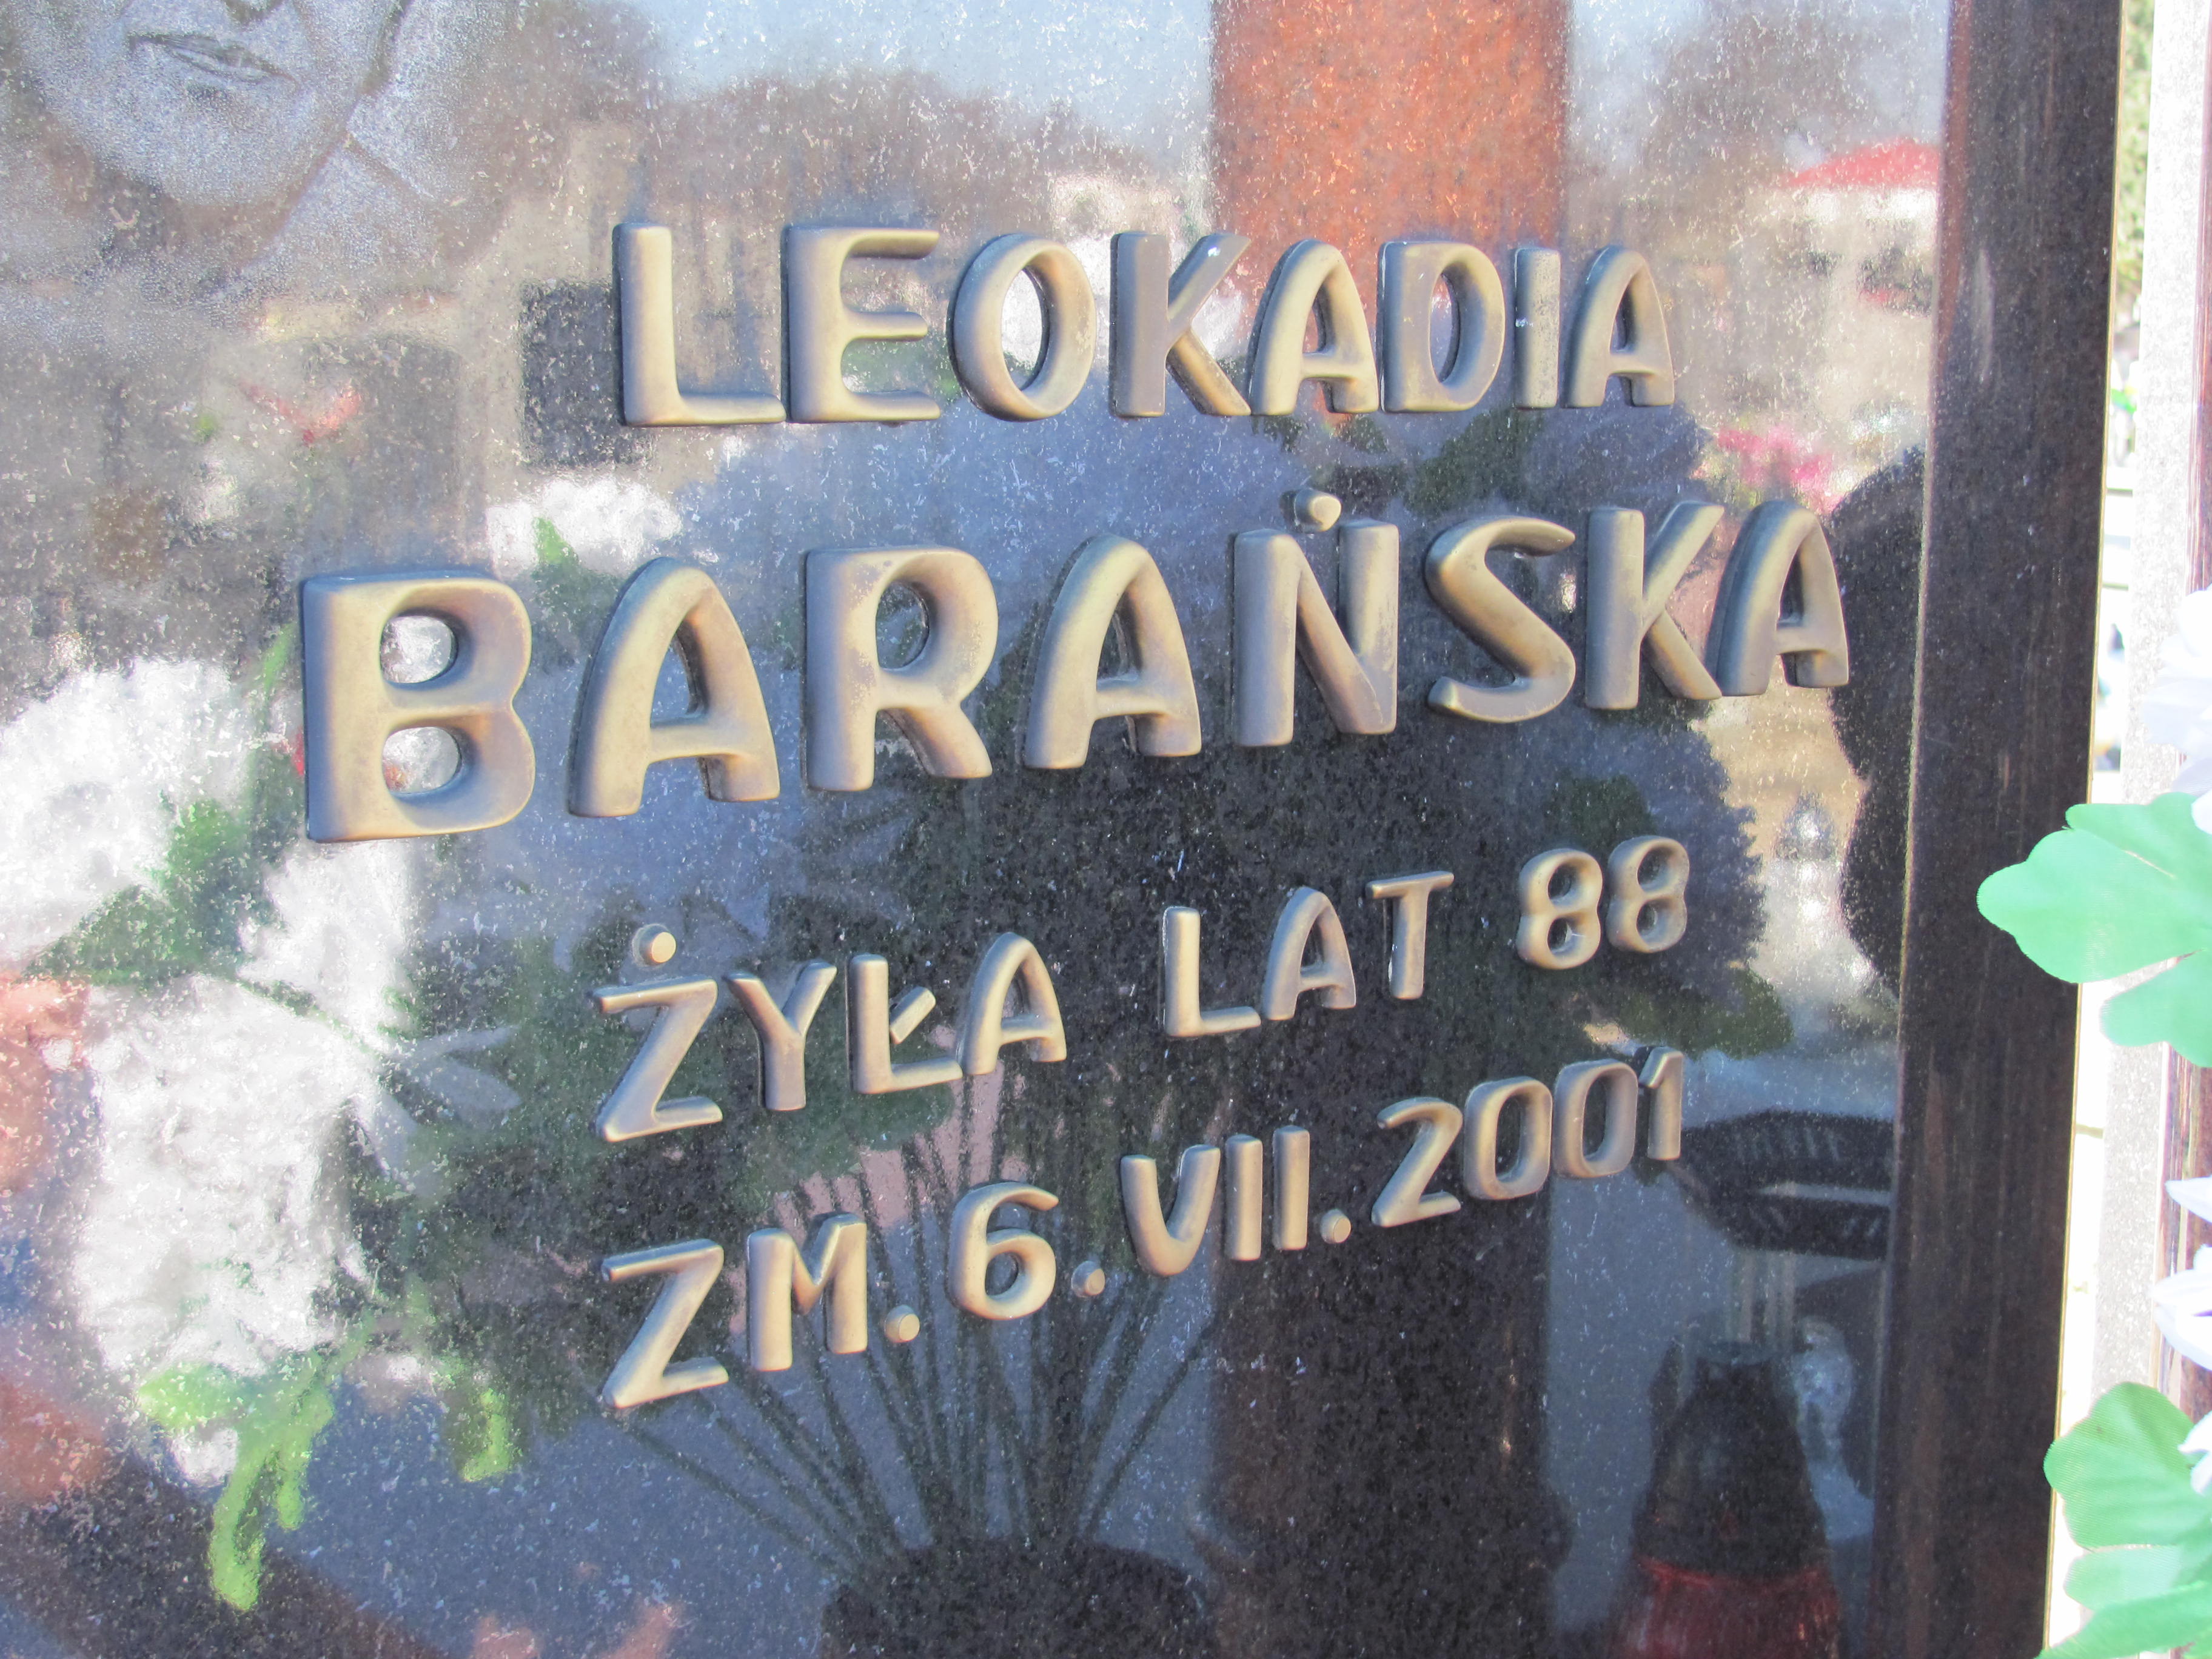 LEOKADIA
BARAŃSKA
ŻYŁA LAT 88
ZM. 6. VII. 2001